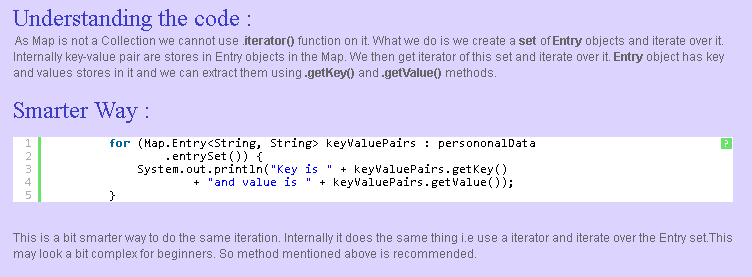 Understanding the code :
As Map is not a Collection we cannot use .iterator() function on it. What we do is we create a set of Entry objects and iterate over it.
Internally key-value pair are stores in Entry objects in the Map. We then get iterator of this set and iterate over it. Entry object has key
and values stores in it and we can extract them using .getKey() and .getValue() methods.
Smarter Way :
1 for (Map.Entry<String, String> keyValuePairs : persononalData ?
2 .entrySet()) {
3 System.out.println("Key is " + keyValuePairs.getKey()
4 + "and value is " + keyValuePairs.getValue());
5 }
This is a bit smarter way to do the same iteration. Internally it does the same thing i.e use a iterator and iterate over the Entry set.This
may look a bit complex for beginners. So method mentioned above is recommended.